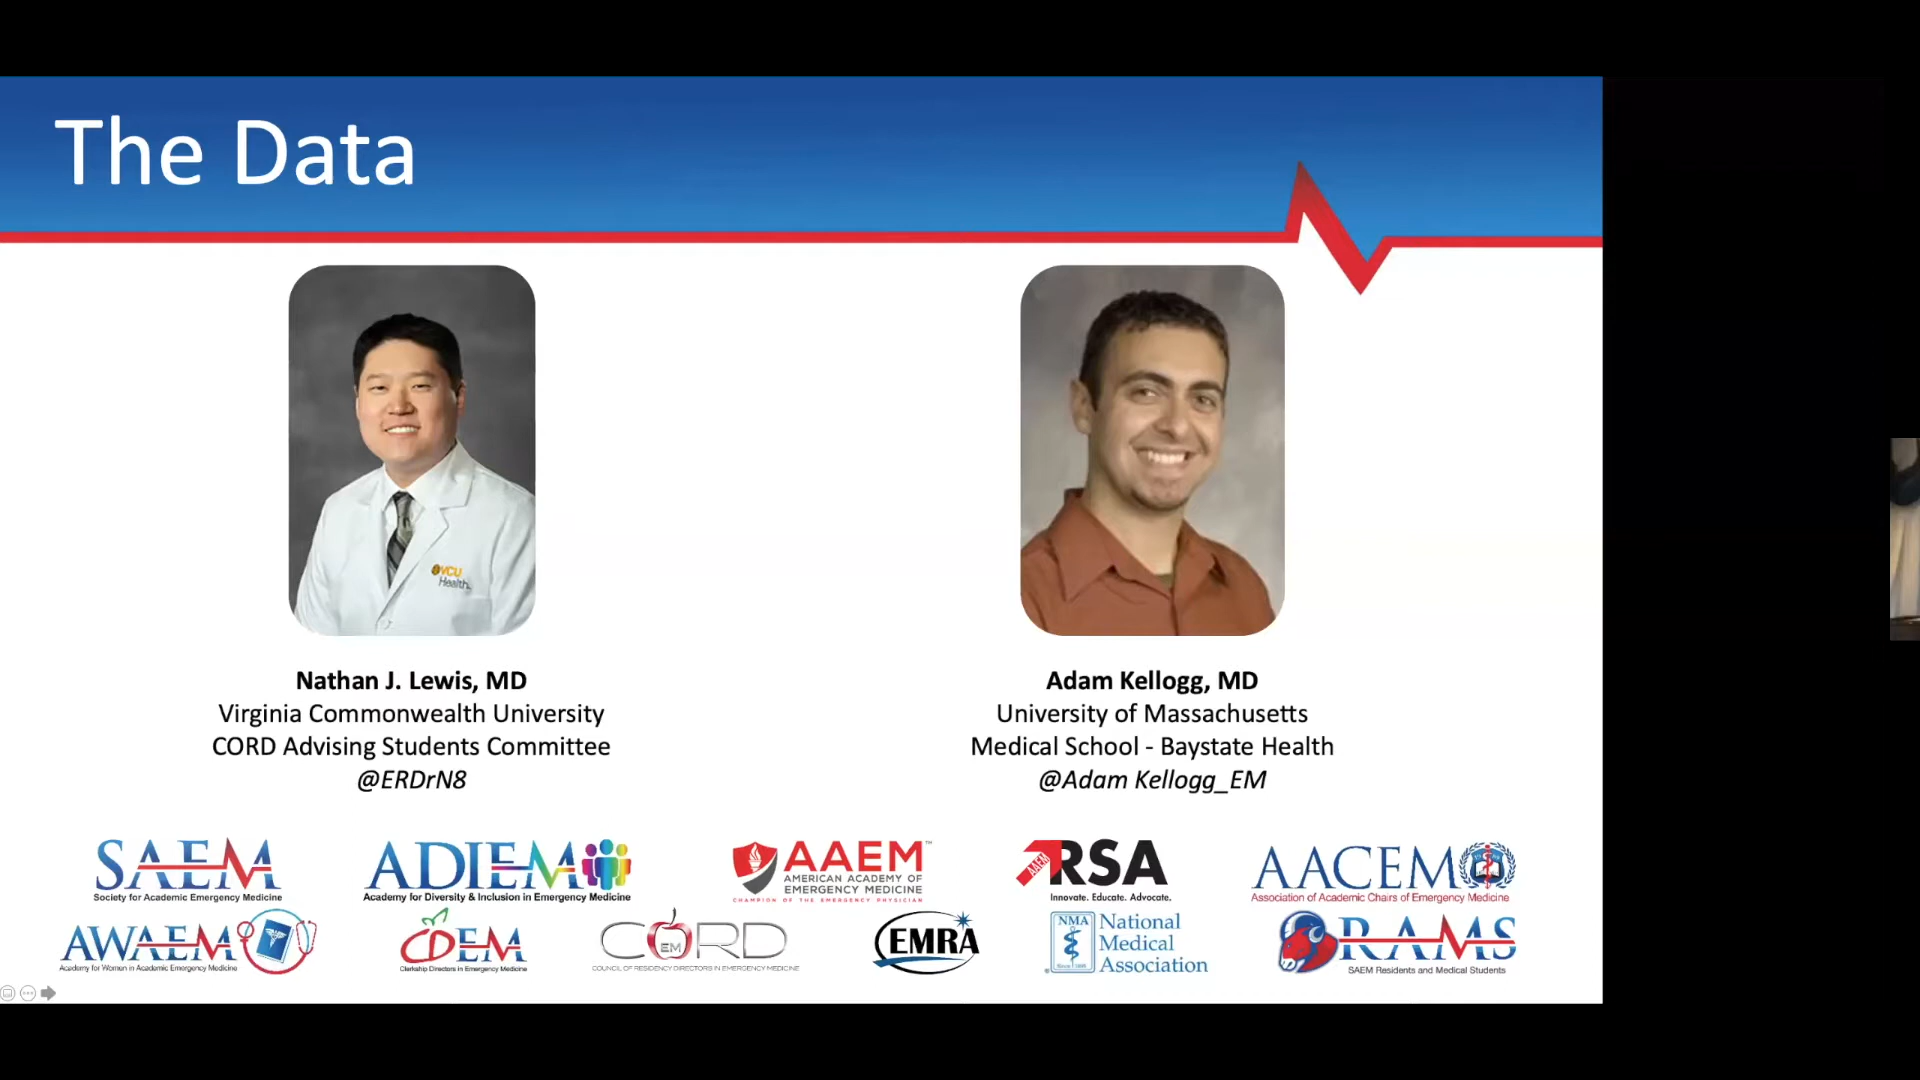 The Data
VCU
Health
Nathan J. Lewis, MD
Virginia Commonwealth University
CORD Advising Students Committee
@ERDrN8
Adam Kellogg, MD
University of Massachusetts
Medical School - Baystate Health
@Adam Kellogg_EM
SAEM
Society for Academic Emergency Medicine
ADIEM
Academy for Diversity & Inclusion in Emergency Medicine
AAEM™
AMERICAN ACADEMY OF
EMERGENCY MEDICINE
CHAMPION OF THE EMERGENCY PHYSICIAN
AAEM
RSA
Innovate. Educate. Advocate.
AACEM
Association of Academic Chairs of Emergency Medicine
AWAEM
Academy for Women in Academic Emergency Medicine
CDEM
Clerkship Directors in Emergency Medicine
CORD
EM
COUNCIL OF RESIDENCY DIRECTORS IN EMERGENCY MEDICINE
EMRA
NMA
National
Medical
Association
RAMS
SAEM Residents and Medical Students